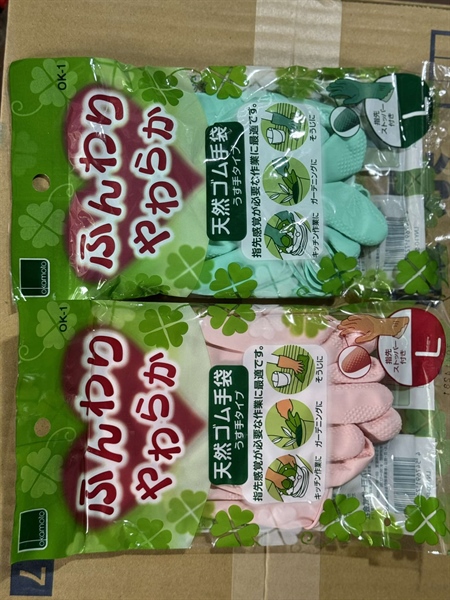 OK-1
ふんわり
やわらか
天然ゴム手袋
うす手タイプ
指先感覚が必要な作業に最適です。
そうじに
ガーデニングに
キッチン作業に
L
指先
ストッパー
付き
okamoto
OK-1
ふんわり
やわらか
天然ゴム手袋
うす手タイプ
指先感覚が必要な作業に最適です。
そうじに
ガーデニングに
キッチン作業に
L
指先
ストッパー
付き
okamoto
7